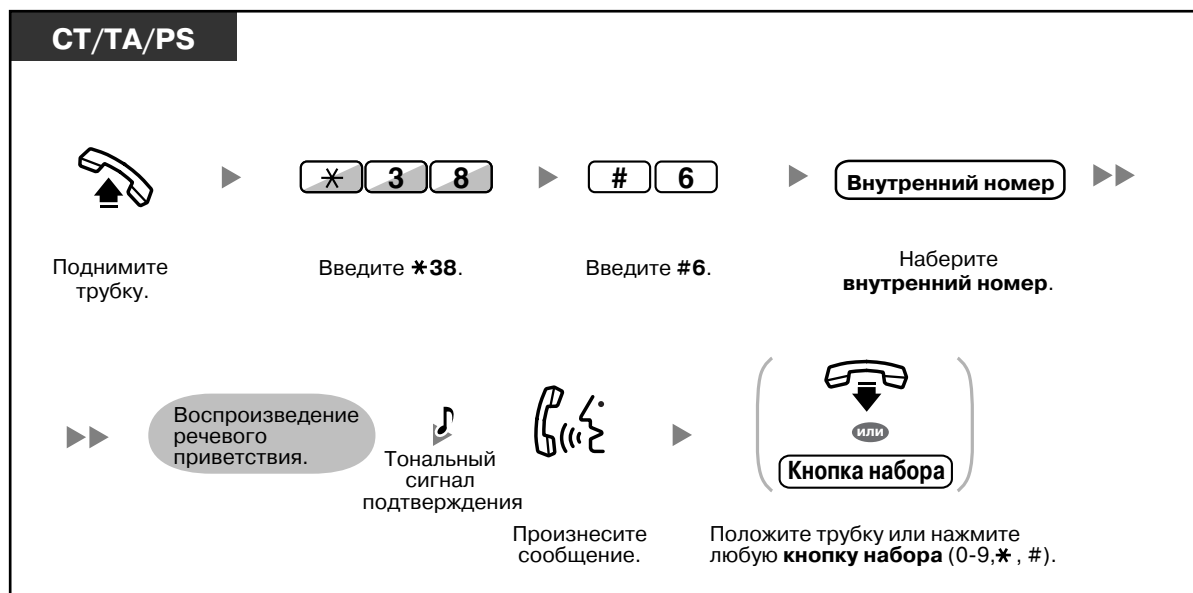 CT/TA/PS
* 3 8
# 6
Внутренний номер
Поднимите
трубку.
Введите *38.
Введите #6.
Наберите
внутренний номер.
Воспроизведение
речевого
приветствия.
Тональный
сигнал
подтверждения
Произнесите
сообщение.
или
Кнопка набора
Положите трубку или нажмите
любую кнопку набора (0-9,* , #).